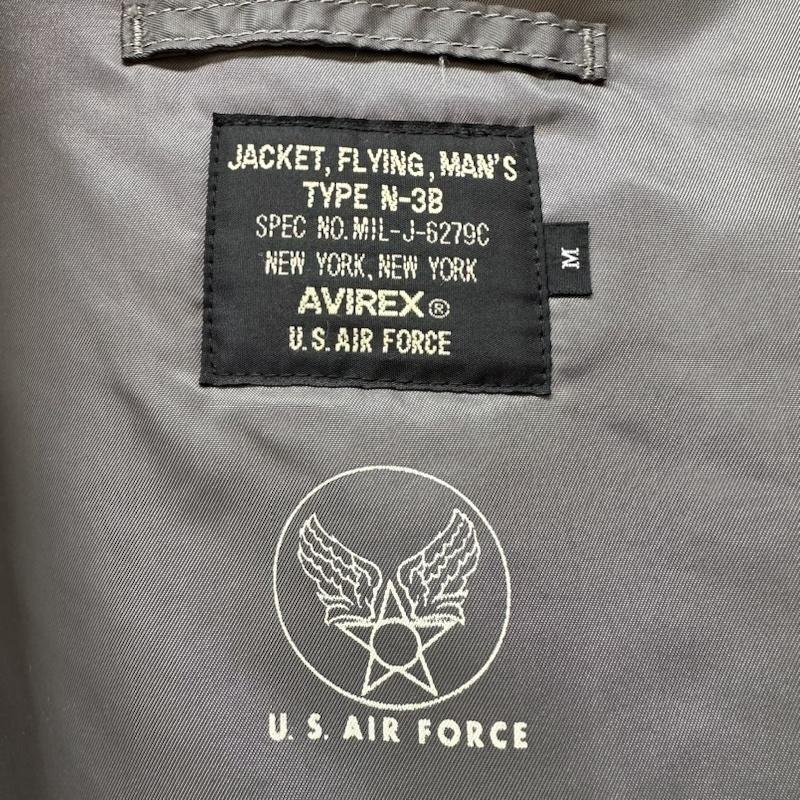 JACKET, FLYING, MAN'S
TYPE N-3B
SPEC NO. MIL-J-6279C
NEW YORK, NEW YORK
AVIREX®
U.S. AIR FORCE
M
U.S. AIR FORCE